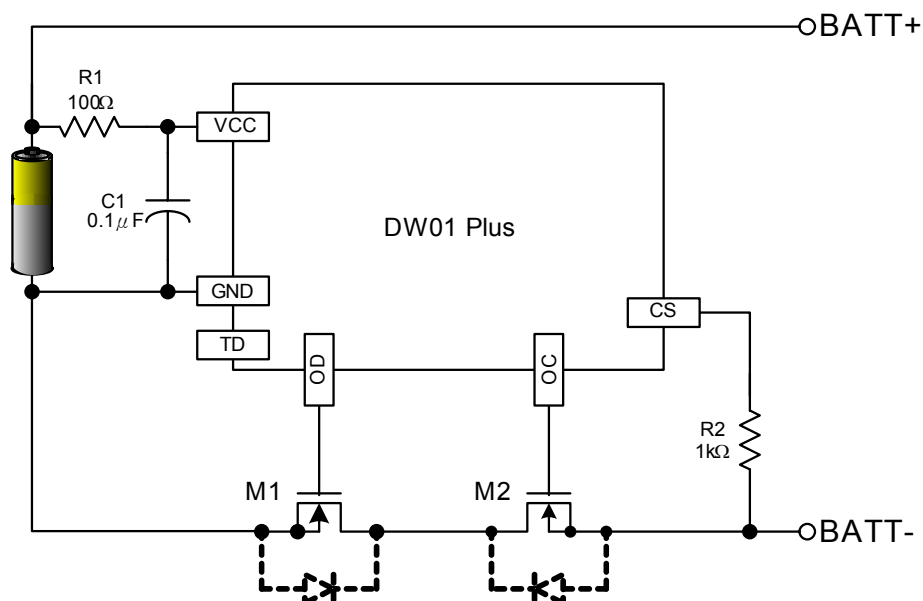 BATT+
R1
100Ω
VCC
C1
0.1μF
DW01 Plus
GND
CS
TD
OD
OC
R2
1kΩ
M1
M2
BATT-